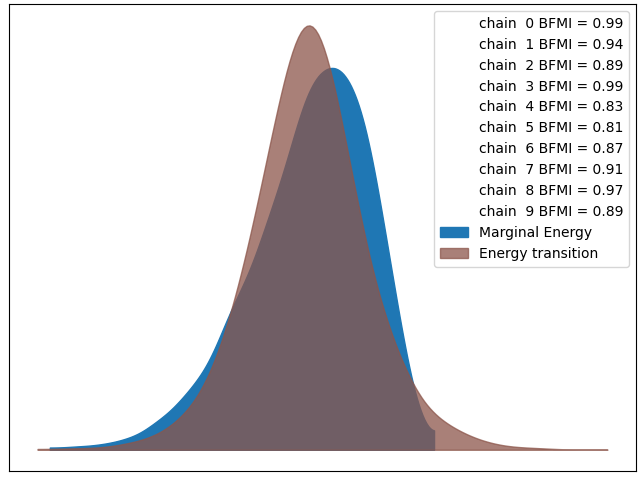 chain  0 BFMI = 0.99
chain  1 BFMI = 0.94
chain  2 BFMI = 0.89
chain  3 BFMI = 0.99
chain  4 BFMI = 0.83
chain  5 BFMI = 0.81
chain  6 BFMI = 0.87
chain  7 BFMI = 0.91
chain  8 BFMI = 0.97
chain  9 BFMI = 0.89
Marginal Energy
Energy transition